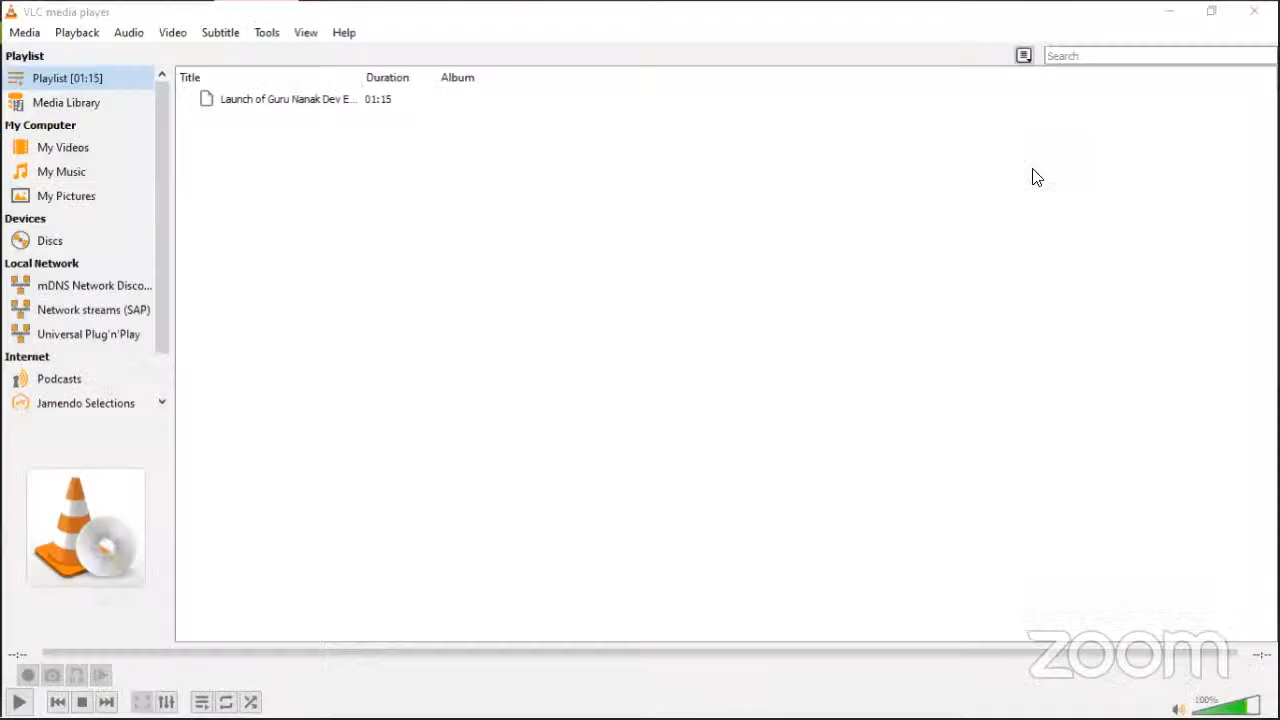 VLC media player
Media Playback Audio Video Subtitle Tools View Help
Playlist
Search
Playlist [01:15]
Title Duration Album
Launch of Guru Nanak Dev E... 01:15
Media Library
My Computer
My Videos
My Music
My Pictures
Devices
Discs
Local Network
mDNS Network Disco...
Network streams (SAP)
Universal Plug'n'Play
Internet
Podcasts
Jamendo Selections
zoom
--:-- --:--
100%